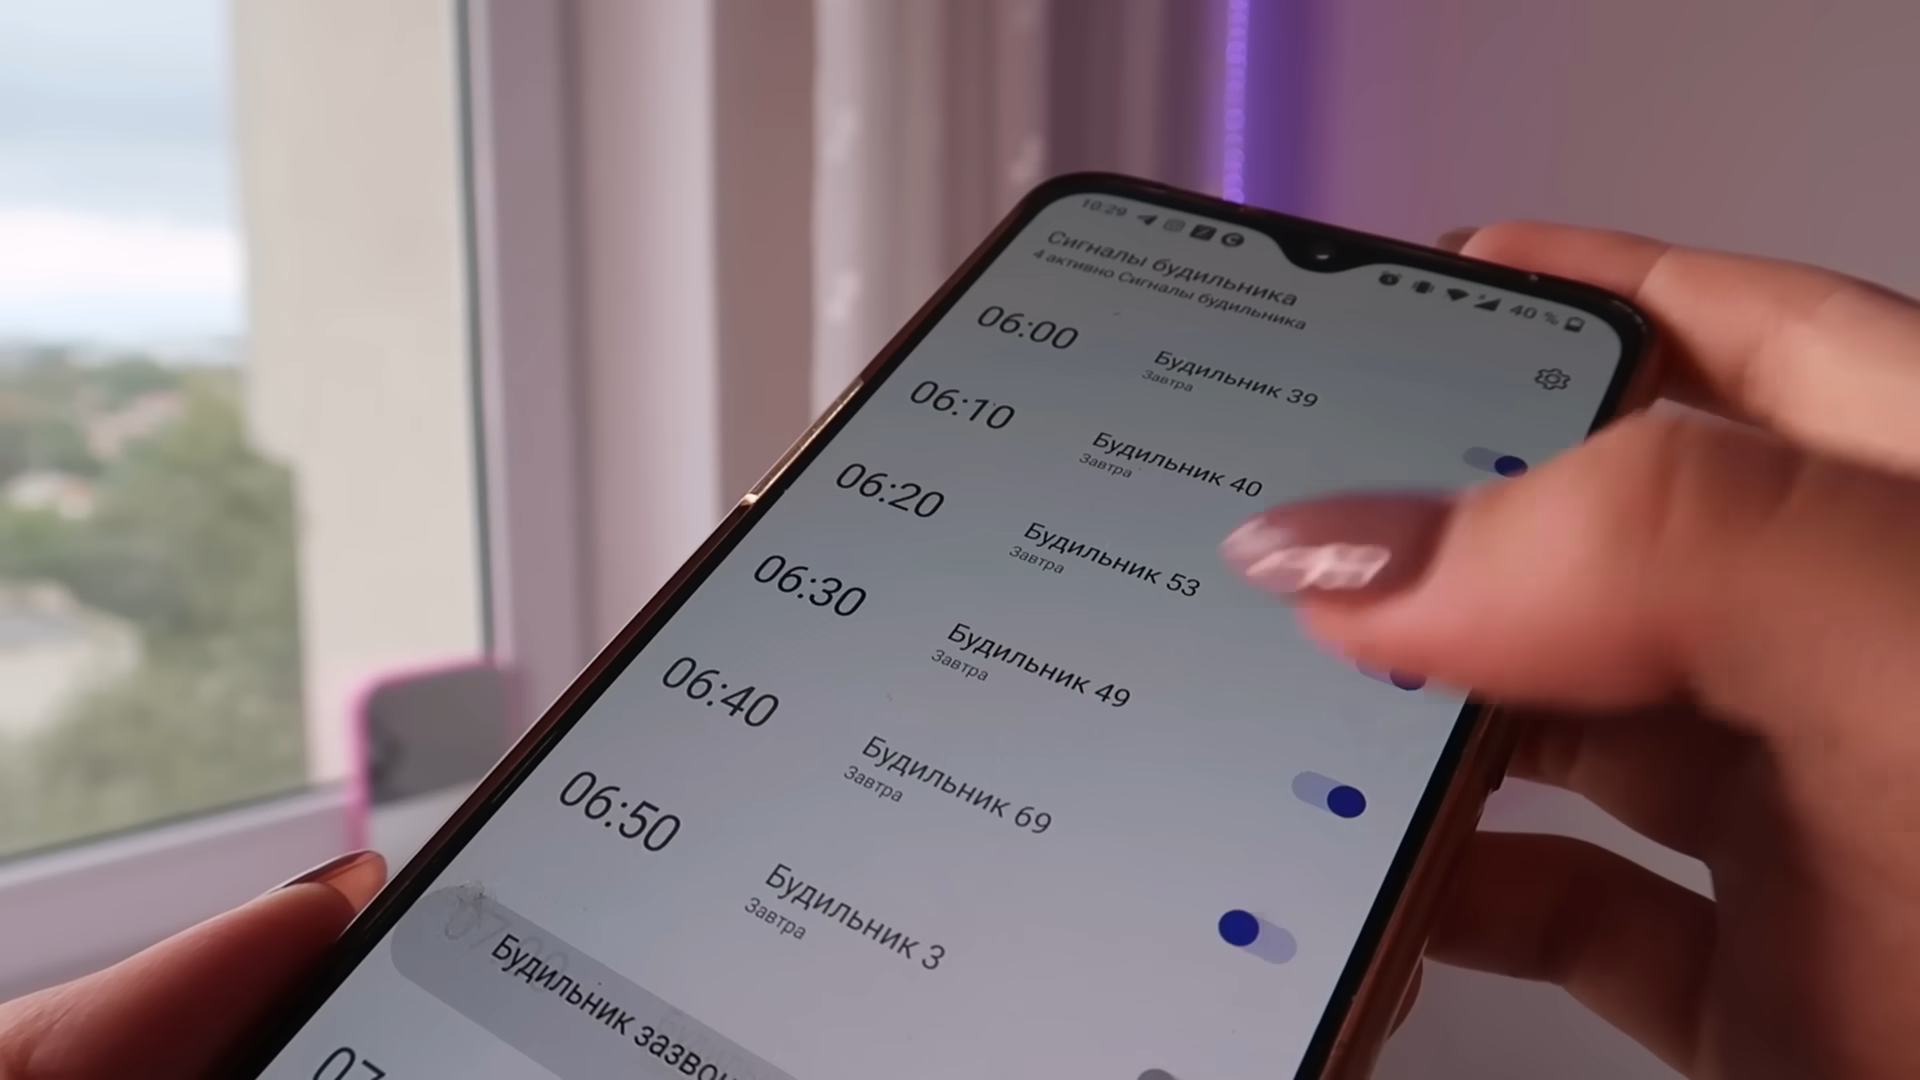 10:29
40 %
Сигналы будильника
4 активно Сигналы будильника
06:00
Будильник 39
Завтра
06:10
Будильник 40
Завтра
06:20
Будильник 53
Завтра
06:30
Будильник 49
Завтра
06:40
Будильник 69
Завтра
06:50
Будильник 3
Завтра
Будильник
07